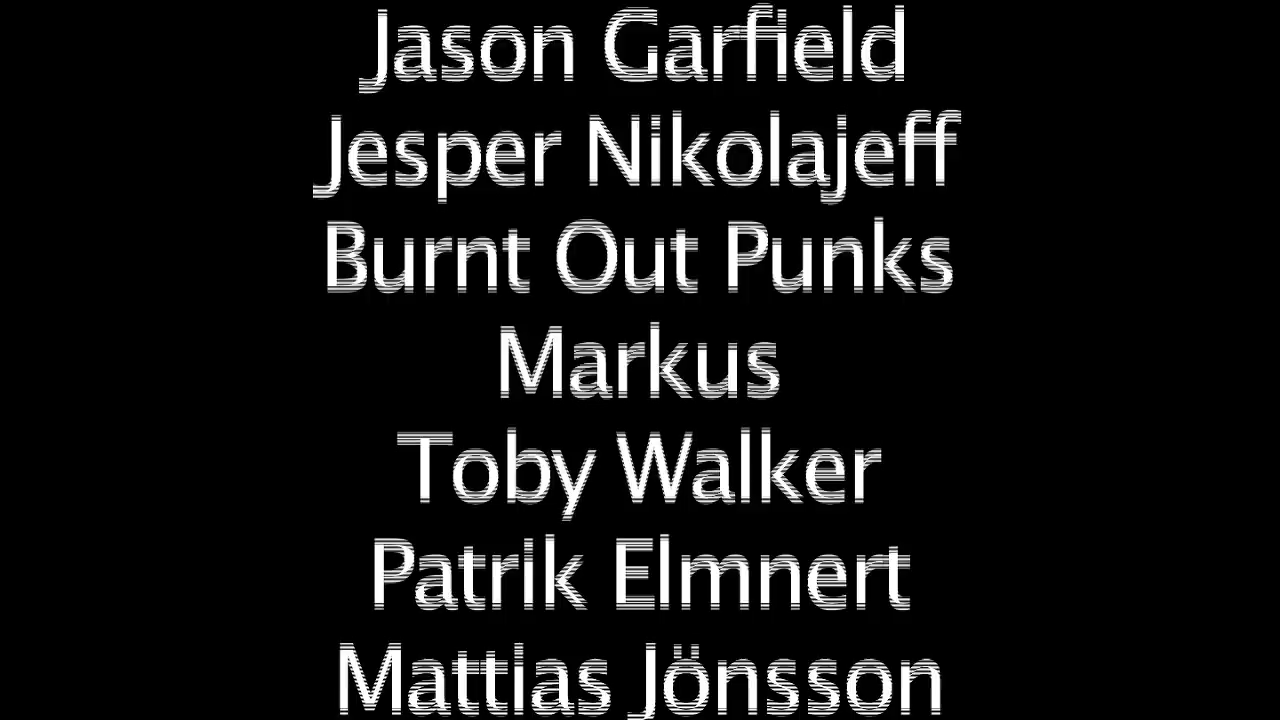 Jason Garfield
Jesper Nikolajeff
Burnt Out Punks
Markus
Toby Walker
Patrik Elmnert
Mattias Jönsson